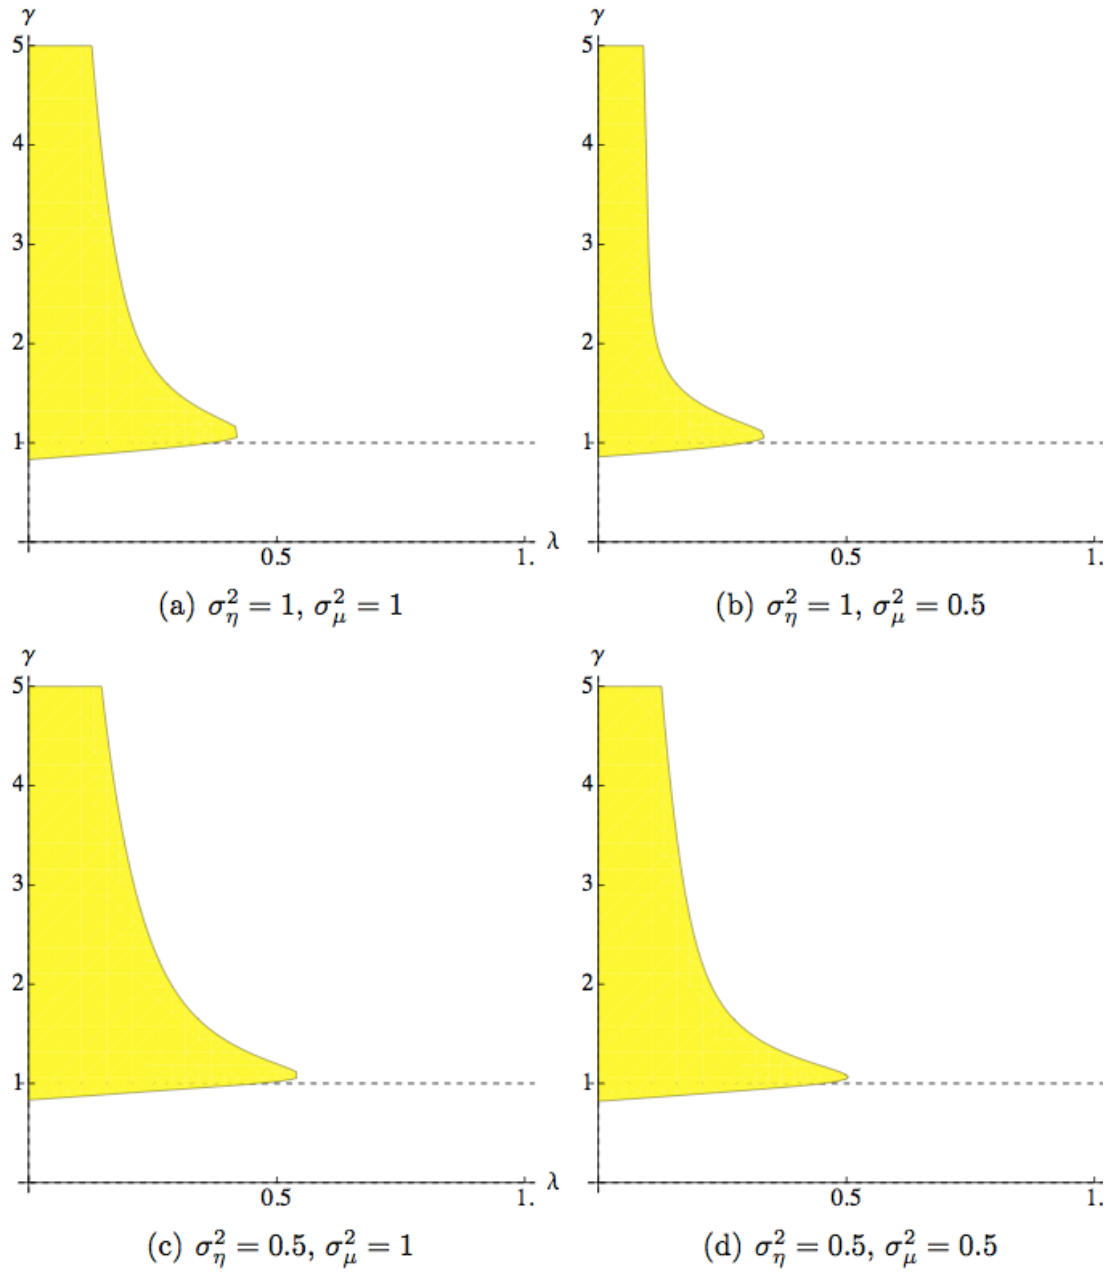 γ
5
4
3
2
1
0.5
1.
λ
(a) σ²_η = 1, σ²_μ = 1
γ
5
4
3
2
1
0.5
1.
(b) σ²_η = 1, σ²_μ = 0.5
γ
5
4
3
2
1
0.5
1.
λ
(c) σ²_η = 0.5, σ²_μ = 1
γ
5
4
3
2
1
0.5
1.
(d) σ²_η = 0.5, σ²_μ = 0.5